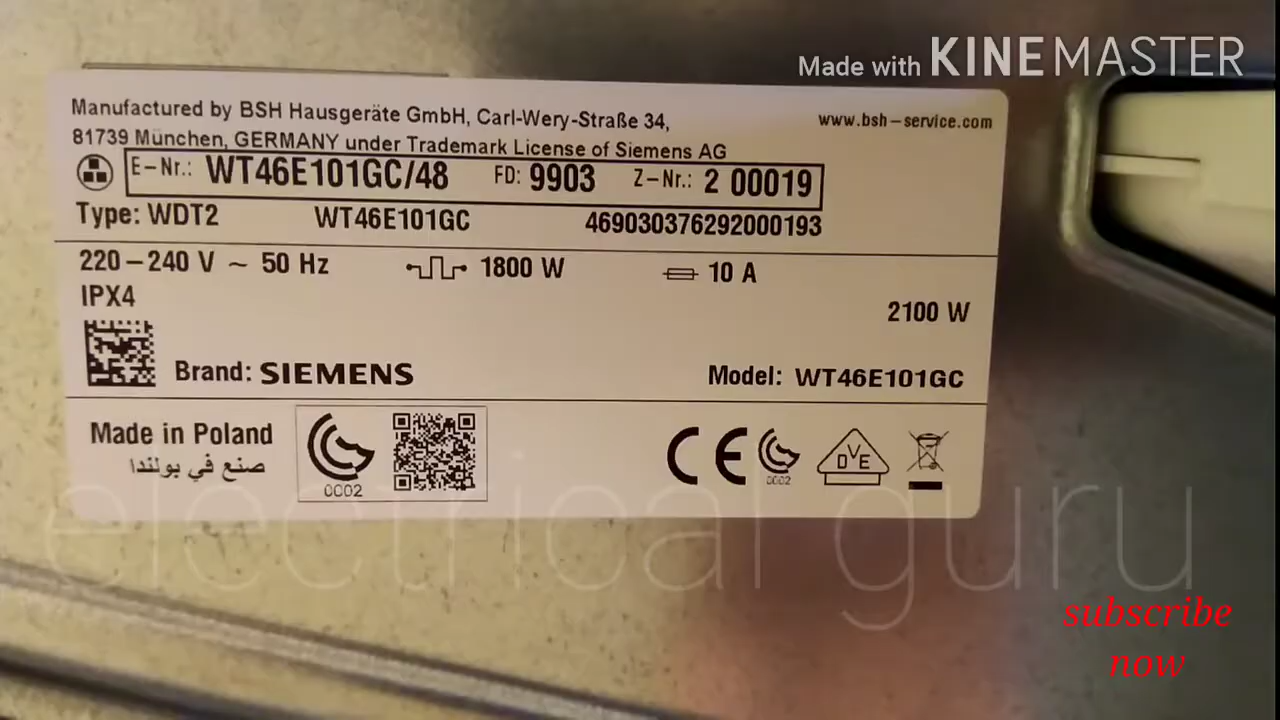 Made with KINEMASTER
Manufactured by BSH Hausgeräte GmbH, Carl-Wery-Straße 34,
www.bsh-service.com
81739 München, GERMANY under Trademark License of Siemens AG
E-Nr.: WT46E101GC/48 FD: 9903 Z-Nr.: 2 00019
Type: WDT2 WT46E101GC 469030376292000193
220-240 V ~ 50 Hz 1800 W 10 A
IPX4
2100 W
Brand: SIEMENS Model: WT46E101GC
Made in Poland
صنع في بولندا
0002
CE 0002 DVE
electrical guru
subscribe
now